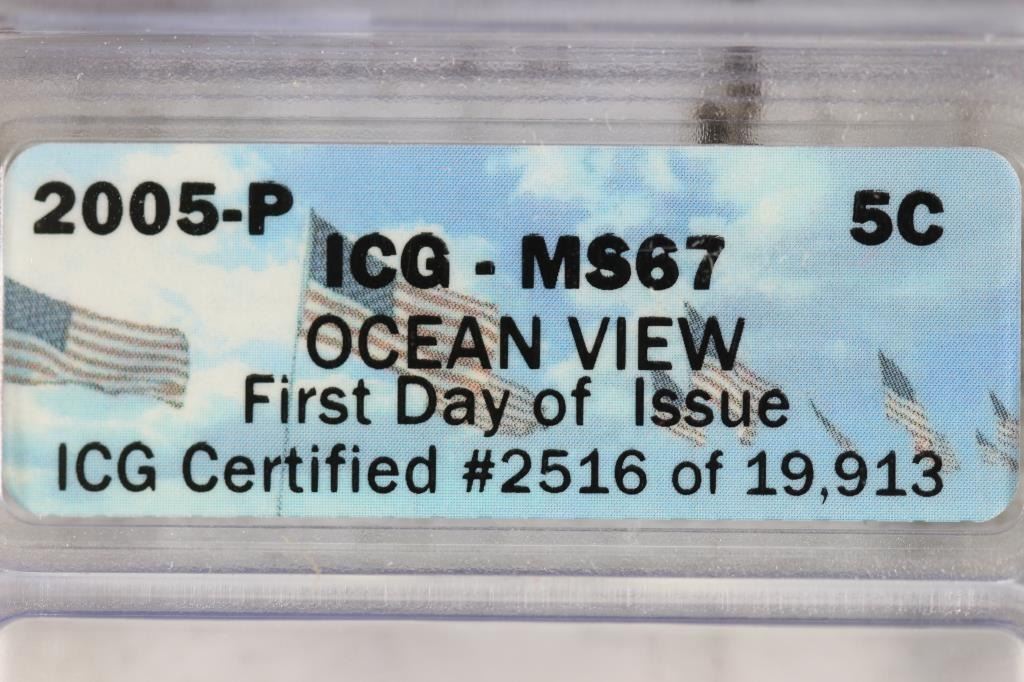 2005-P 5C
ICG - MS67
OCEAN VIEW
First Day of Issue
ICG Certified #2516 of 19,913